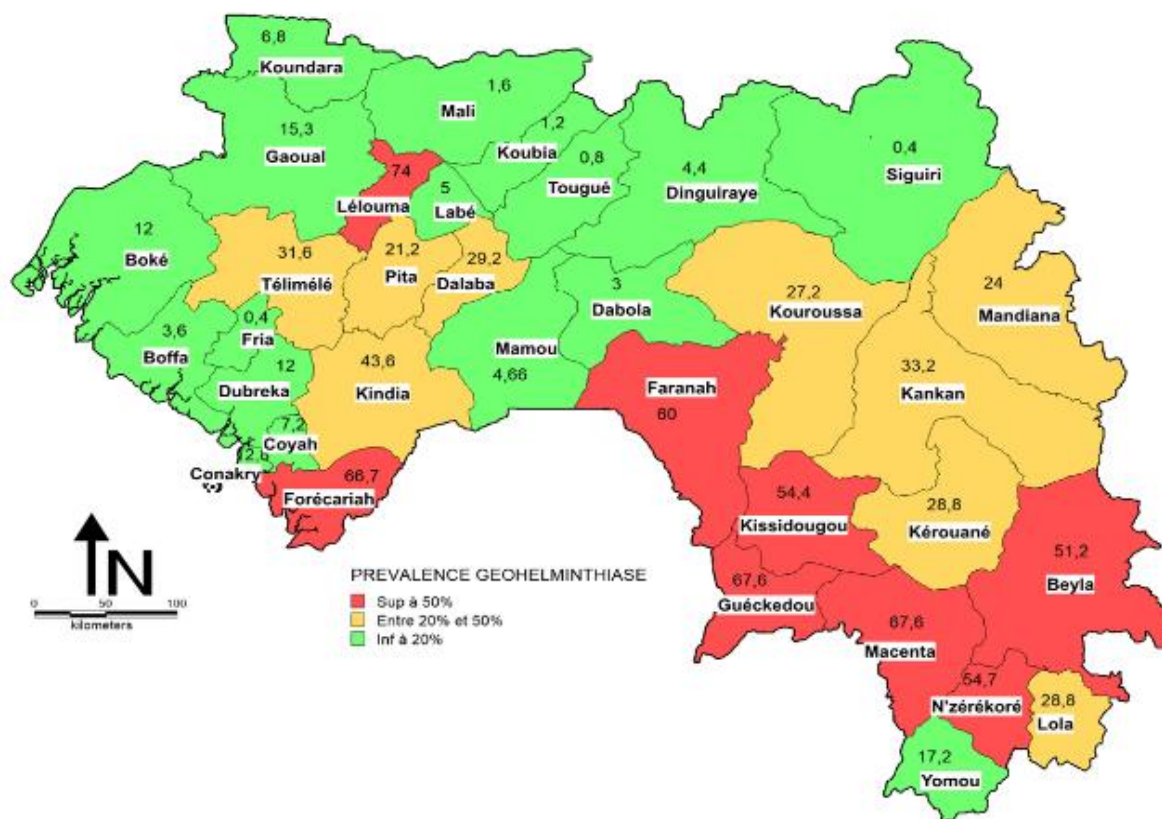 6,8
Koundara
1,6
Mali
15,3
Gaoual
1,2
Koubia
0,8
Tougué
4,4
Dinguiraye
0,4
Siguiri
74
Lélouma
5
Labé
12
Boké
31,6
Télimélé
21,2
Pita
29,2
Dalaba
3
Dabola
27,2
Kouroussa
24
Mandiana
3,6
Boffa
0,4
Fria
12
Dubreka
43,6
Kindia
Mamou
4,66
Faranah
60
33,2
Kankan
7,2
Coyah
Conakry
66,7
Forécariah
54,4
Kissidougou
28,8
Kérouané
51,2
Beyla
67,6
Guéckedou
67,6
Macenta
54,7
N'zérékoré
28,8
Lola
17,2
Yomou
N
0 50 100
kilometers
PREVALENCE GEOHELMINTHIASE
Sup à 50%
Entre 20% et 50%
Inf à 20%